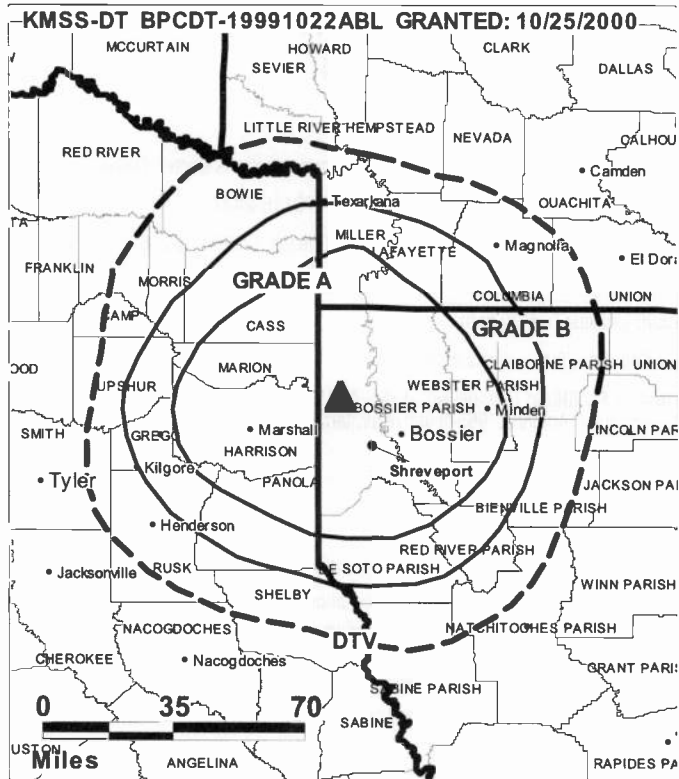 KMSS-DT BPCDT-19991022ABL GRANTED: 10/25/2000
MCCURTAIN
HOWARD
CLARK
SEVIER
DALLAS
LITTLE RIVER
HEMPSTEAD
NEVADA
CALHOU
RED RIVER
Camden
BOWIE
Texarkana
OUACHITA
TA
MILLER
LAFAYETTE
Magnolia
El Dora
FRANKLIN
MORRIS
GRADE A
COLUMBIA
UNION
CAMP
CASS
GRADE B
OOD
MARION
CLAIBORNE PARISH
UNION
UPSHUR
WEBSTER PARISH
BOSSIER PARISH
Minden
SMITH
GREGG
Marshall
Bossier
INCOLN PAR
HARRISON
Kilgore
Shreveport
Tyler
PANOLA
JACKSON PAI
BIENVILLE PARISH
Henderson
RED RIVER PARISH
Jacksonville
RUSK
DE SOTO PARISH
WINN PARISH
SHELBY
NACOGDOCHES
DTV
NATCHITOCHES PARISH
CHEROKEE
Nacogdoches
GRANT PARIS
SABINE PARISH
0 35 70
SABINE
USTON
Miles
ANGELINA
RAPIDES PA